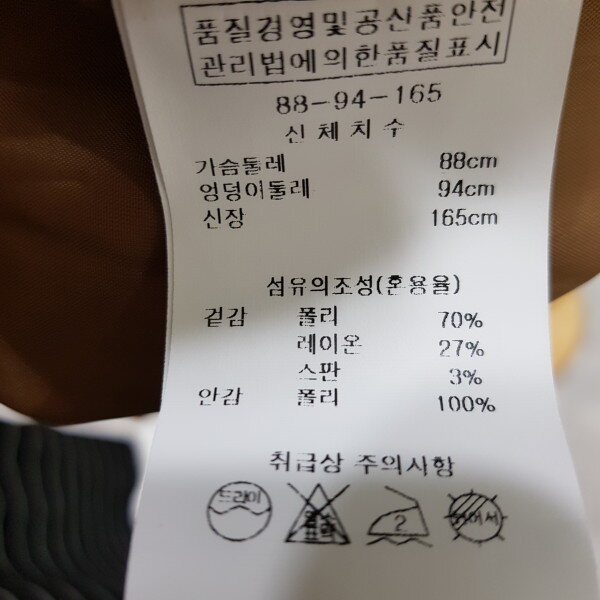 품질경영및공산품안전
관리법에의한품질표시
88-94-165
신체치수
가슴둘레 88cm
엉덩이둘레 94cm
신장 165cm
섬유의조성(혼용율)
겉감 폴리 70%
레이온 27%
스판 3%
안감 폴리 100%
취급상 주의사항
드라이 ?